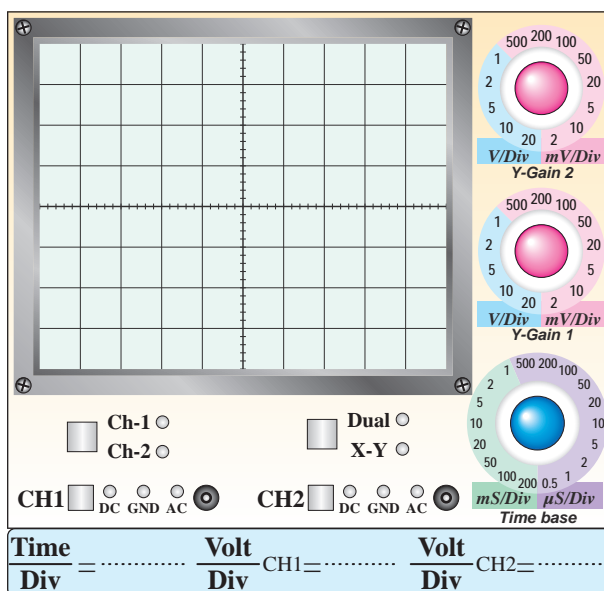 500 200 100
1 50
2 20
5 10
10 5
20 2
V/Div mV/Div
Y-Gain 2
500 200 100
1 50
2 20
5 10
10 5
20 2
V/Div mV/Div
Y-Gain 1
500 200 100
1 50
2 20
5 10
10 5
20 2
50 1
100 200 0.5
mS/Div µS/Div
Time base
Ch-1
Ch-2
Dual
X-Y
CH1 DC GND AC
CH2 DC GND AC
Time/Div = ............ Volt/Div CH1= ............ Volt/Div CH2= ............